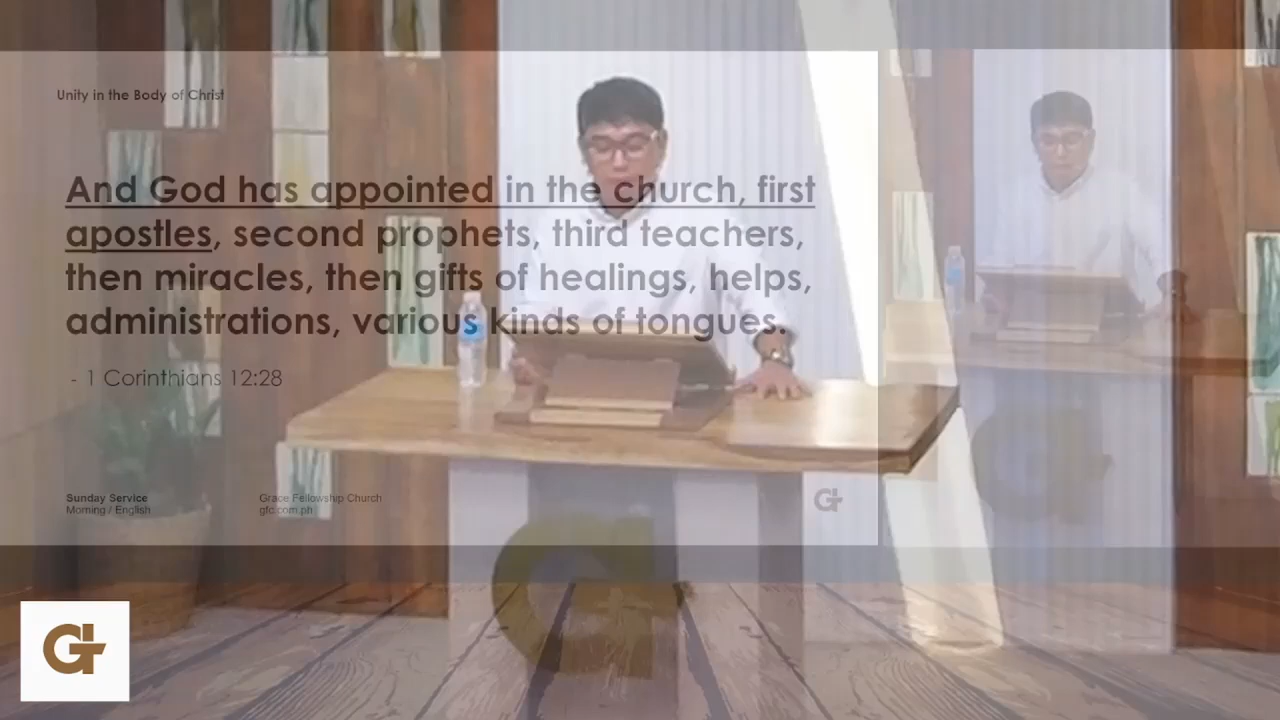 Unity in the Body of Christ
And God has appointed in the church, first
apostles, second prophets, third teachers,
then miracles, then gifts of healings, helps,
administrations, various kinds of tongues.
- 1 Corinthians 12:28
Sunday Service
Morning / English
Grace Fellowship Church
gfc.com.ph